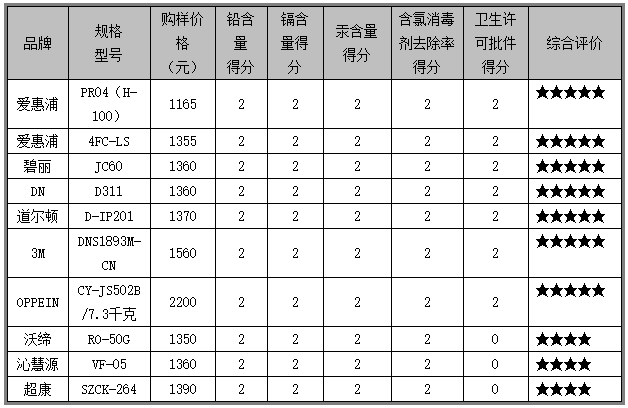 品牌 规格型号 购样价格（元） 铅含量得分 镉含量得分 汞含量得分 含氯消毒剂去除率得分 卫生许可批件得分 综合评价
爱惠浦 PRO4（H-100） 1165 2 2 2 2 2 ★★★★★
爱惠浦 4FC-LS 1355 2 2 2 2 2 ★★★★★
碧丽 JC60 1360 2 2 2 2 2 ★★★★★
DN D311 1360 2 2 2 2 2 ★★★★★
道尔顿 D-IP201 1370 2 2 2 2 2 ★★★★★
3M DNS1893M-CN 1560 2 2 2 2 2 ★★★★★
OPPEIN CY-JS502B/7.3千克 2200 2 2 2 2 2 ★★★★★
沃缔 RO-50G 1350 2 2 2 2 0 ★★★★
沁慧源 VF-05 1360 2 2 2 2 0 ★★★★
超康 SZCK-264 1390 2 2 2 2 0 ★★★★